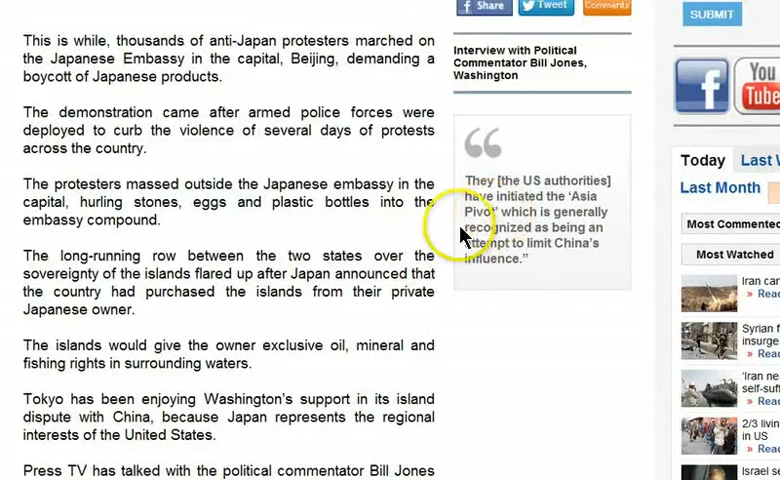 Share
Tweet
Comments
SUBMIT
This is while, thousands of anti-Japan protesters marched on
the Japanese Embassy in the capital, Beijing, demanding a
boycott of Japanese products.
The demonstration came after armed police forces were
deployed to curb the violence of several days of protests
across the country.
The protesters massed outside the Japanese embassy in the
capital, hurling stones, eggs and plastic bottles into the
embassy compound.
The long-running row between the two states over the
sovereignty of the islands flared up after Japan announced that
the country had purchased the islands from their private
Japanese owner.
The islands would give the owner exclusive oil, mineral and
fishing rights in surrounding waters.
Tokyo has been enjoying Washington's support in its island
dispute with China, because Japan represents the regional
interests of the United States.
Press TV has talked with the political commentator Bill Jones
Interview with Political
Commentator Bill Jones,
Washington
They [the US authorities]
have initiated the ‘Asia
Pivot’ which is generally
recognized as being an
attempt to limit China’s
influence.”
You
Tube
Today
Last W
Last Month
Most Commented
Most Watched
Iran car
» Read
Syrian f
insurge
» Read
'Iran ne
self-suf
» Read
2/3 livin
in US
» Read
Israel s